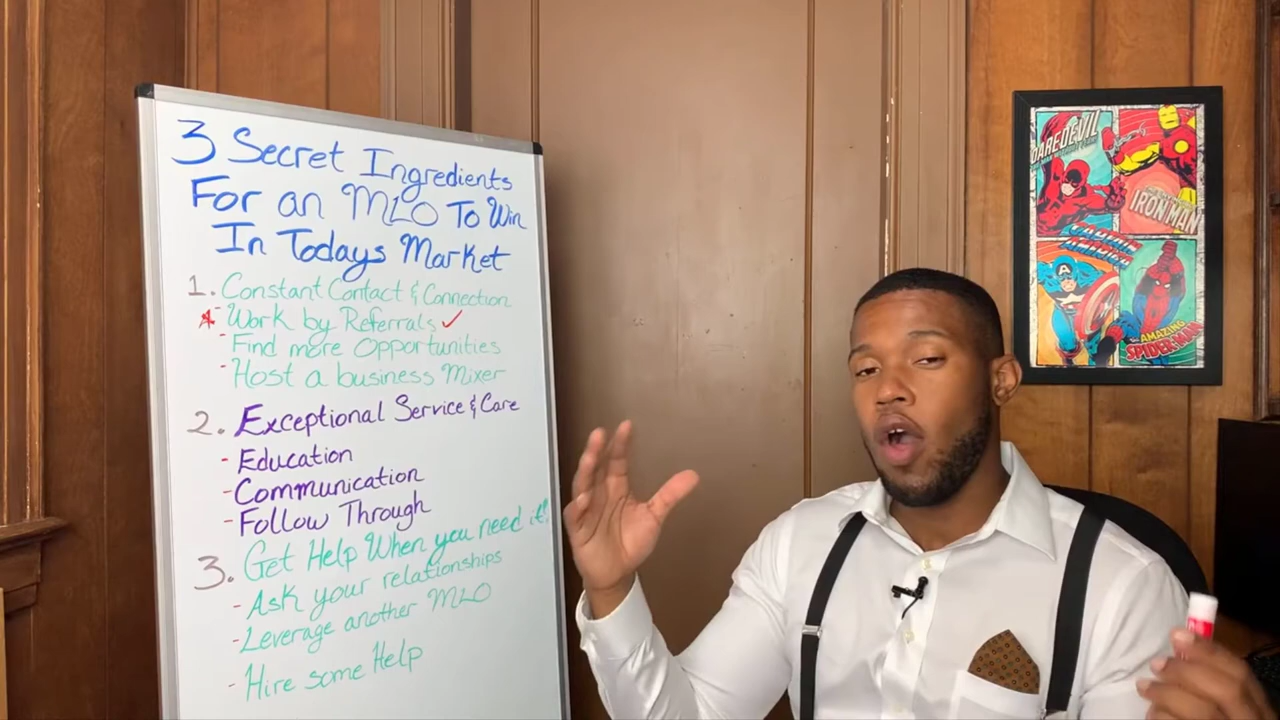 3 Secret Ingredients
For an MLO To Win
In Todays Market
1. Constant Contact & Connection
- Work by Referrals ✓
- Find more Opportunities
- Host a business Mixer
2. Exceptional Service & Care
- Education
- Communication
- Follow Through
3. Get Help When you need it!
- Ask your relationships
- Leverage another MLO
- Hire some Help
DAREDEVIL
THE MAN WITHOUT FEAR!
IRON MAN
CAPTAIN
AMERICA
AMAZING
SPIDER-MAN